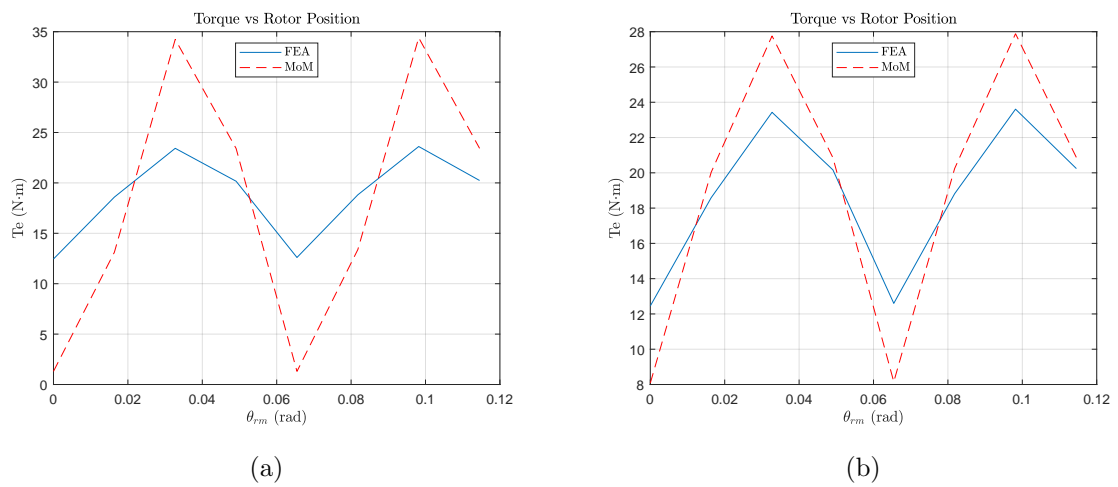 Torque vs Rotor Position
FEA
MoM
35
30
25
20
15
10
5
0
Te (N·m)
0
0.02
0.04
0.06
0.08
0.1
0.12
θrm (rad)
(a)
Torque vs Rotor Position
FEA
MoM
28
26
24
22
20
18
16
14
12
10
8
Te (N·m)
0
0.02
0.04
0.06
0.08
0.1
0.12
θrm (rad)
(b)